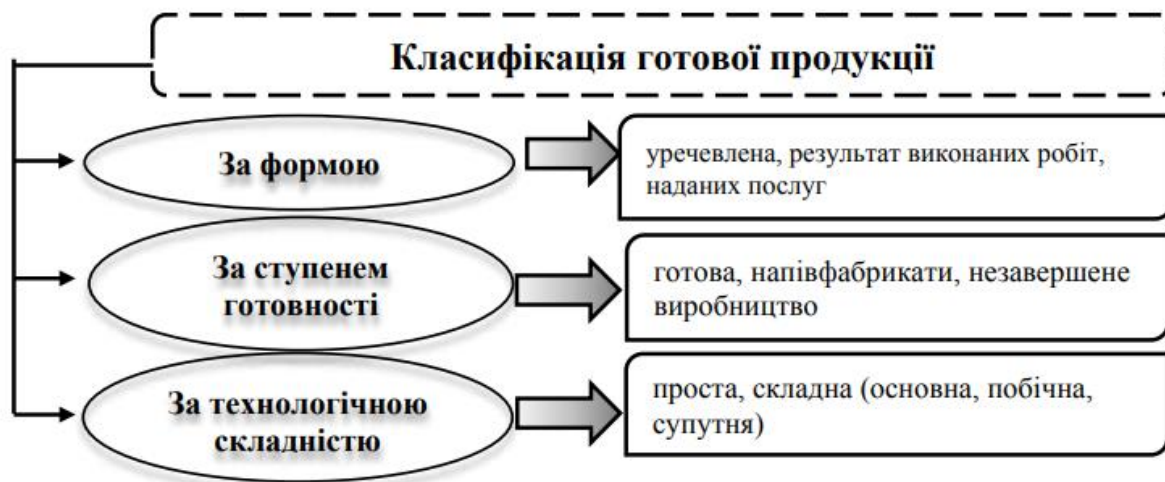 Класифікація готової продукції
За формою
уречевлена, результат виконаних робіт,
наданих послуг
За ступенем
готовності
готова, напівфабрикати, незавершене
виробництво
За технологічною
складністю
проста, складна (основна, побічна,
супутня)